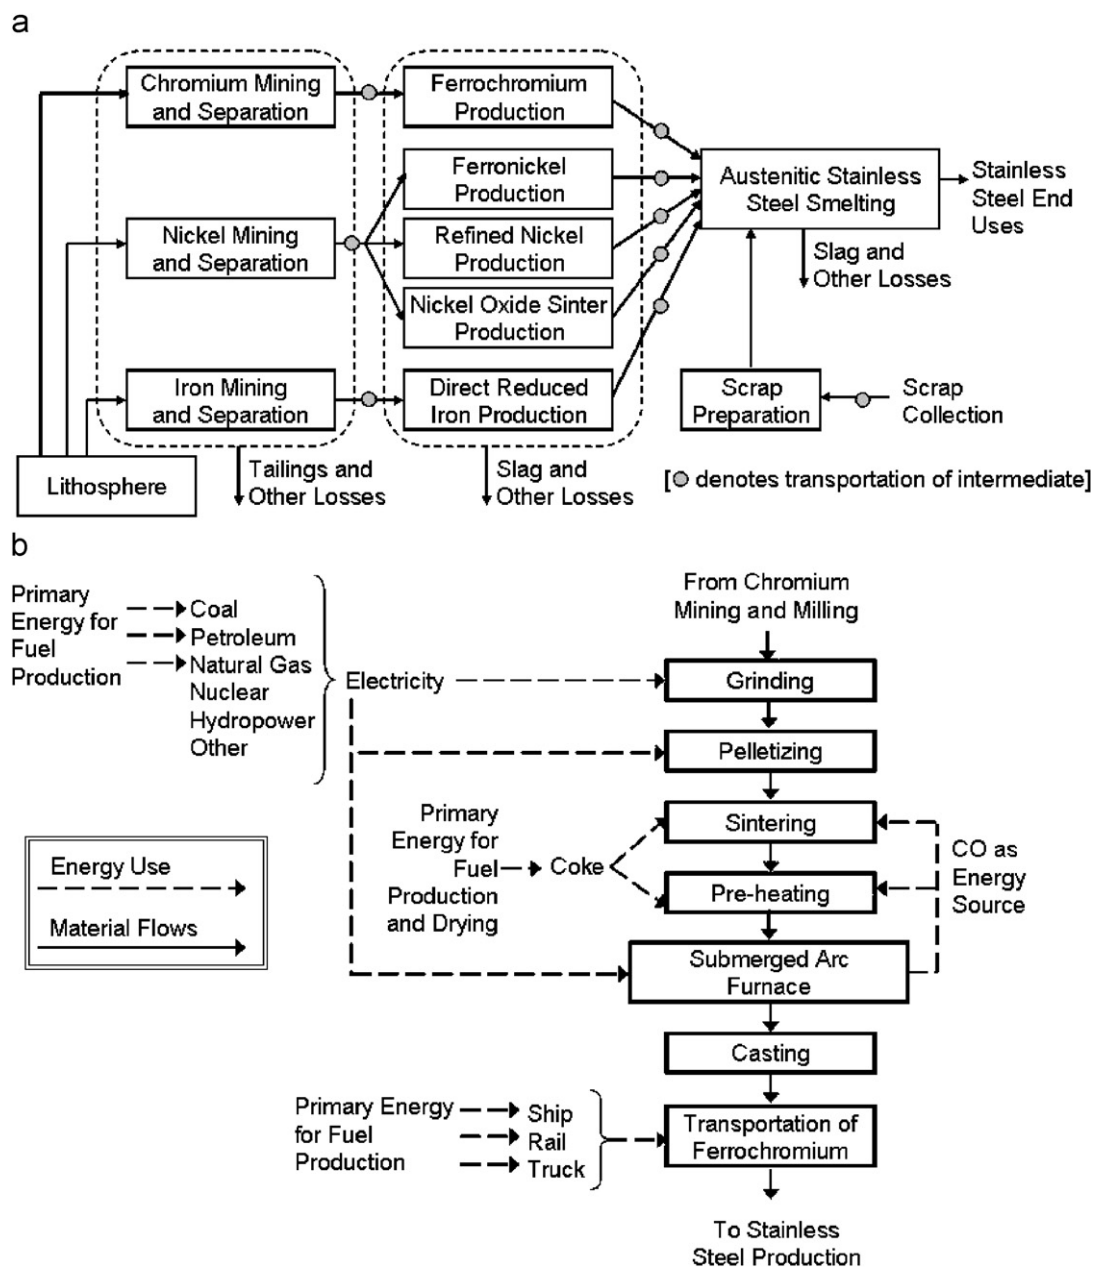 a
Chromium Mining
and Separation
Ferrochromium
Production
Ferronickel
Production
Austenitic Stainless
Steel Smelting
Stainless
Steel End
Uses
Nickel Mining
and Separation
Refined Nickel
Production
Slag and
Other Losses
Nickel Oxide Sinter
Production
Iron Mining
and Separation
Direct Reduced
Iron Production
Scrap
Preparation
Scrap
Collection
Lithosphere
Tailings and
Other Losses
Slag and
Other Losses
[ denotes transportation of intermediate]
b
Primary
Energy for
Fuel
Production
Coal
Petroleum
Natural Gas
Nuclear
Hydropower
Other
Electricity
From Chromium
Mining and Milling
Grinding
Pelletizing
Primary
Energy for
Fuel
Production
and Drying
Coke
Sintering
Pre-heating
CO as
Energy
Source
Energy Use
Material Flows
Submerged Arc
Furnace
Casting
Primary Energy
for Fuel
Production
Ship
Rail
Truck
Transportation of
Ferrochromium
To Stainless
Steel Production